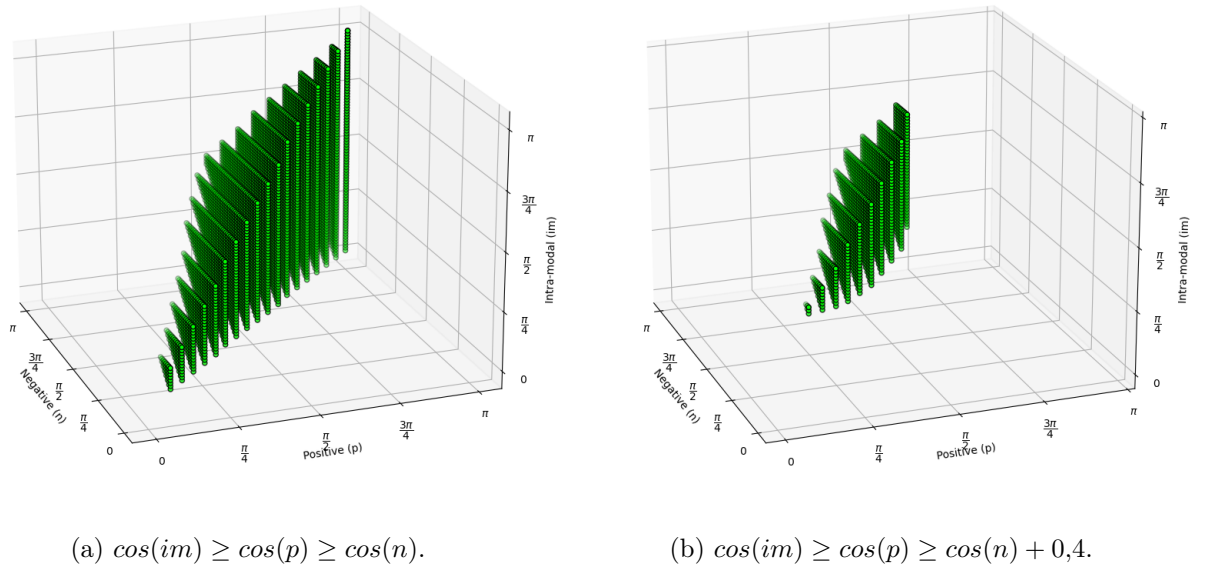 π
3π/4
π/2
π/4
0
Intra-modal (im)
π
3π/4
π/2
π/4
0
Negative (n)
0
π/4
π/2
3π/4
π
Positive (p)
π
3π/4
π/2
π/4
0
Intra-modal (im)
π
3π/4
π/2
π/4
0
Negative (n)
0
π/4
π/2
3π/4
π
Positive (p)
(a) cos(im) ≥ cos(p) ≥ cos(n).
(b) cos(im) ≥ cos(p) ≥ cos(n) + 0,4.